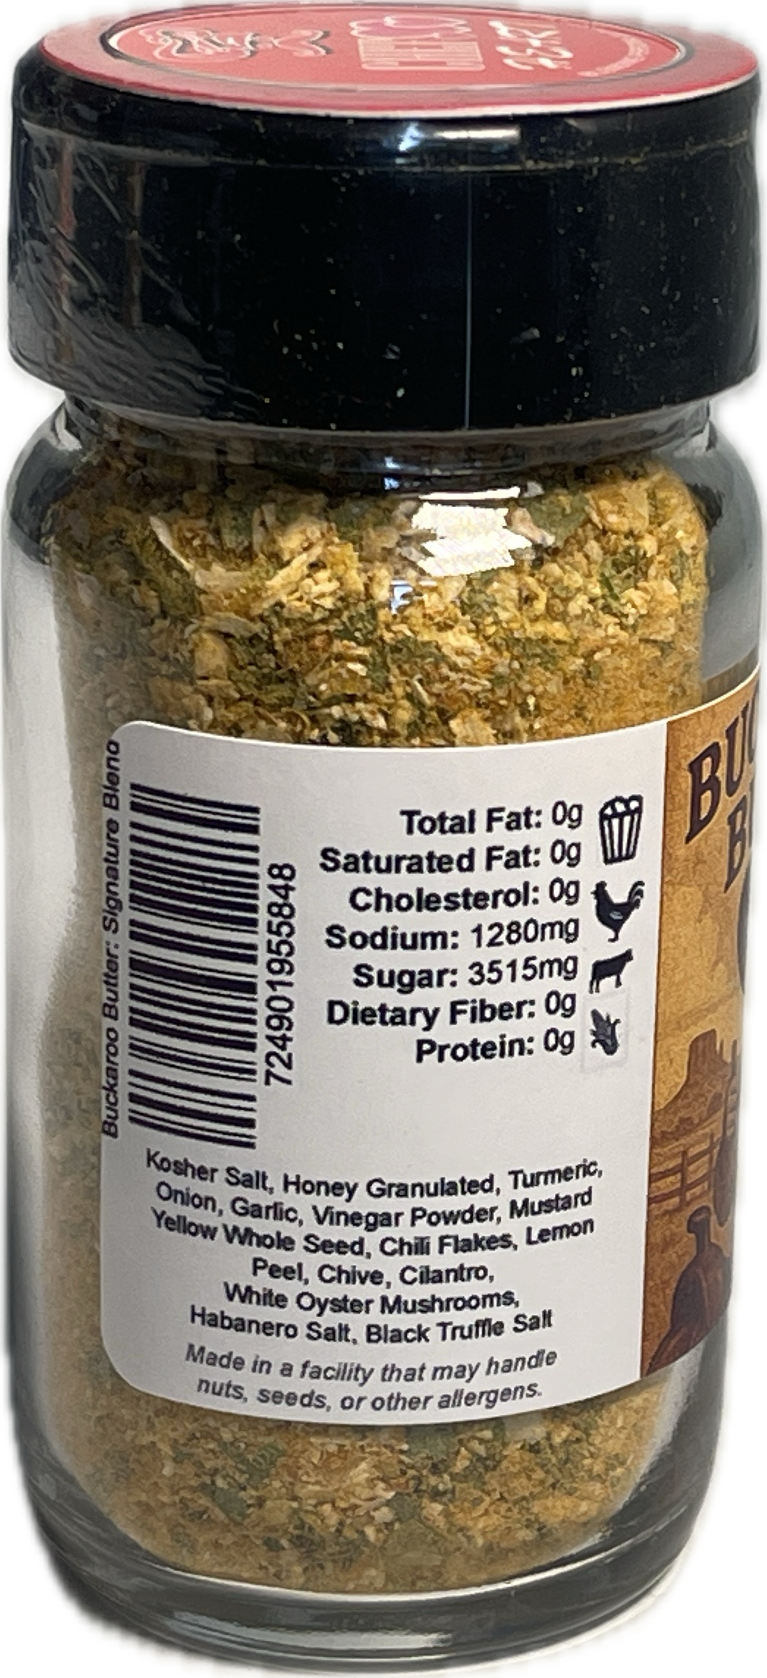 Buckaroo Butter: Signature Blend
724901955848
Total Fat: 0g
Saturated Fat: 0g
Cholesterol: 0g
Sodium: 1280mg
Sugar: 3515mg
Dietary Fiber: 0g
Protein: 0g
Kosher Salt, Honey Granulated, Turmeric,
Onion, Garlic, Vinegar Powder, Mustard
Yellow Whole Seed, Chili Flakes, Lemon
Peel, Chive, Cilantro,
White Oyster Mushrooms,
Habanero Salt, Black Truffle Salt
Made in a facility that may handle
nuts, seeds, or other allergens.